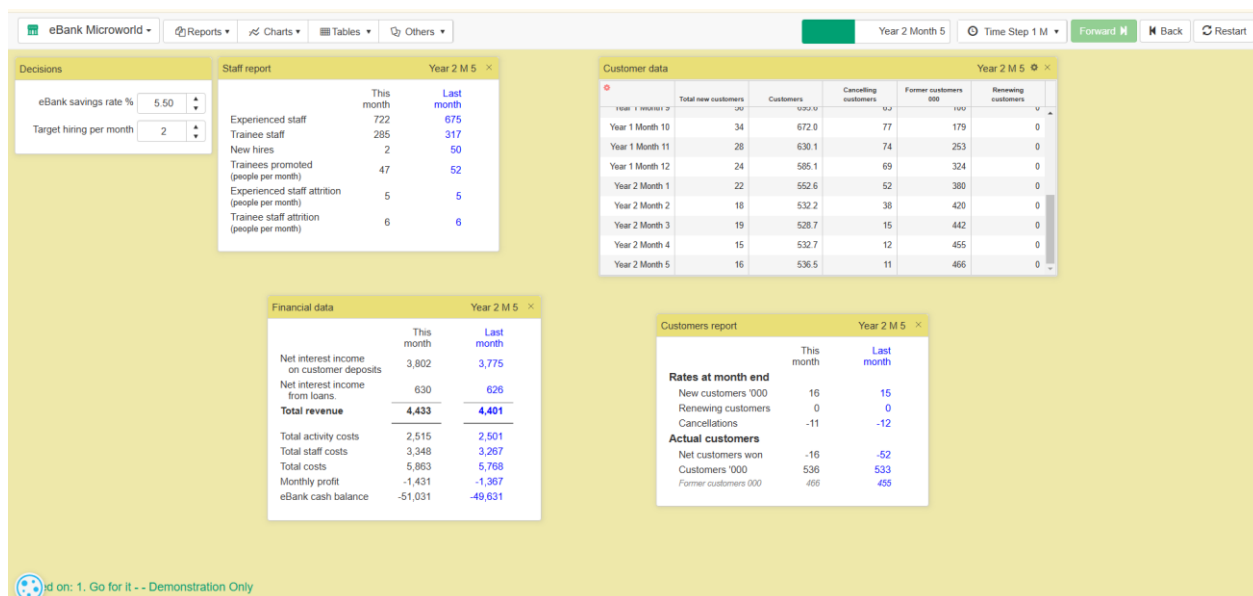 eBank Microworld
Reports
Charts
Tables
Others
Year 2 Month 5
Time Step 1 M
Forward
Back
Restart
Decisions
eBank savings rate % 5.50
Target hiring per month 2
Staff report Year 2 M 5 ×
This month Last month
Experienced staff 722 675
Trainee staff 285 317
New hires 2 50
Trainees promoted (people per month) 47 52
Experienced staff attrition (people per month) 5 5
Trainee staff attrition (people per month) 6 6
Customer data Year 2 M 5 ×
Total new customers Customers Cancelling customers Former customers 000 Renewing customers
Year 1 Month 10 34 672.0 77 179 0
Year 1 Month 11 28 630.1 74 253 0
Year 1 Month 12 24 585.1 69 324 0
Year 2 Month 1 22 552.6 52 380 0
Year 2 Month 2 18 532.2 38 420 0
Year 2 Month 3 19 528.7 15 442 0
Year 2 Month 4 15 532.7 12 455 0
Year 2 Month 5 16 536.5 11 466 0
Financial data Year 2 M 5 ×
This month Last month
Net interest income on customer deposits 3,802 3,775
Net interest income from loans. 630 626
Total revenue 4,433 4,401
Total activity costs 2,515 2,501
Total staff costs 3,348 3,267
Total costs 5,863 5,768
Monthly profit -1,431 -1,367
eBank cash balance -51,031 -49,631
Customers report Year 2 M 5 ×
This month Last month
Rates at month end
New customers '000 16 15
Renewing customers 0 0
Cancellations -11 -12
Actual customers
Net customers won -16 -52
Customers '000 536 533
Former customers 000 466 455
d on: 1. Go for it - - Demonstration Only